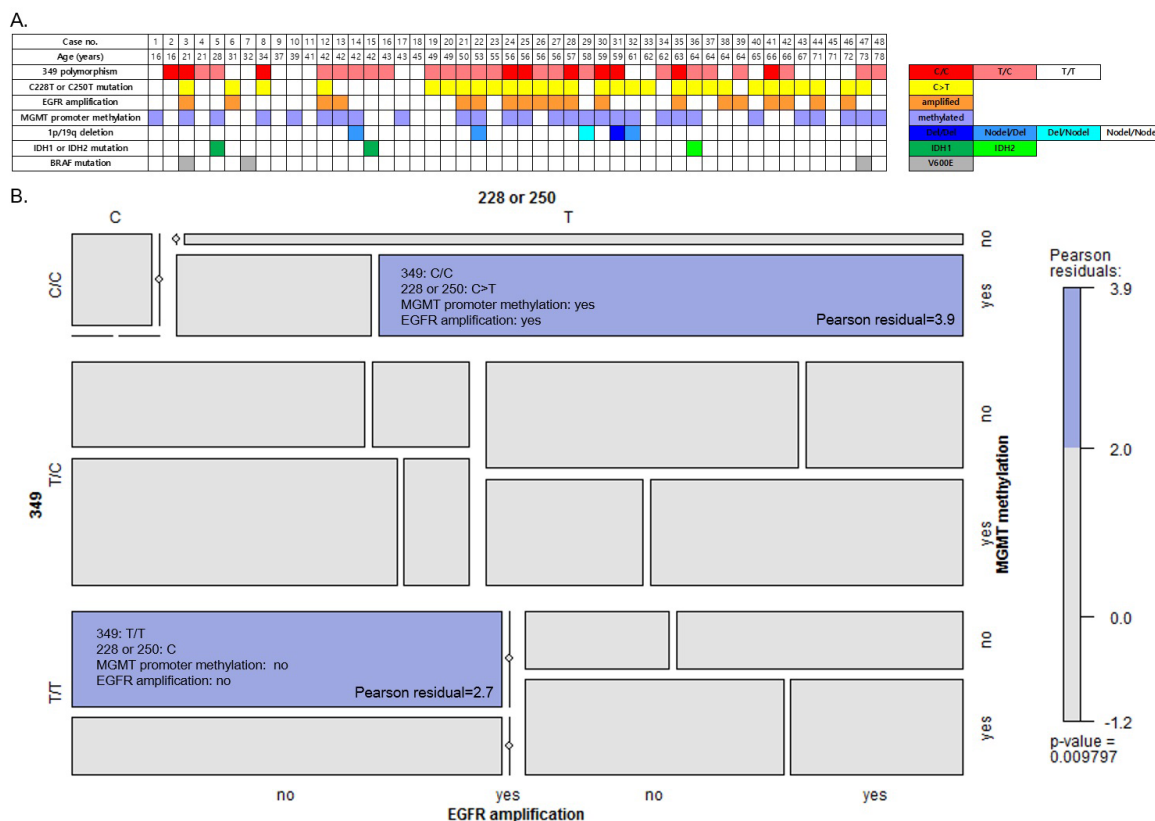 A.
Case no. 1 2 3 4 5 6 7 8 9 10 11 12 13 14 15 16 17 18 19 20 21 22 23 24 25 26 27 28 29 30 31 32 33 34 35 36 37 38 39 40 41 42 43 44 45 46 47 48
Age (years) 16 16 21 21 28 31 32 34 37 39 41 42 42 42 42 43 43 45 49 49 50 53 55 56 56 56 56 57 58 59 59 61 62 62 63 64 64 64 64 65 66 66 67 71 71 72 73 78
349 polymorphism C/C T/C T/T
C228T or C250T mutation C>T
EGFR amplification amplified
MGMT promoter methylation methylated
1p/19q deletion Del/Del Nodel/Del Del/Nodel Nodel/Nodel
IDH1 or IDH2 mutation IDH1 IDH2
BRAF mutation V600E
B.
228 or 250
C T
C/C
no
yes
349: C/C
228 or 250: C>T
MGMT promoter methylation: yes
EGFR amplification: yes
Pearson residual=3.9
T/C
no
yes
349
MGMT methylation
T/T
no
yes
349: T/T
228 or 250: C
MGMT promoter methylation: no
EGFR amplification: no
Pearson residual=2.7
no yes no yes
EGFR amplification
Pearson
residuals:
3.9
2.0
0.0
-1.2
p-value =
0.009797